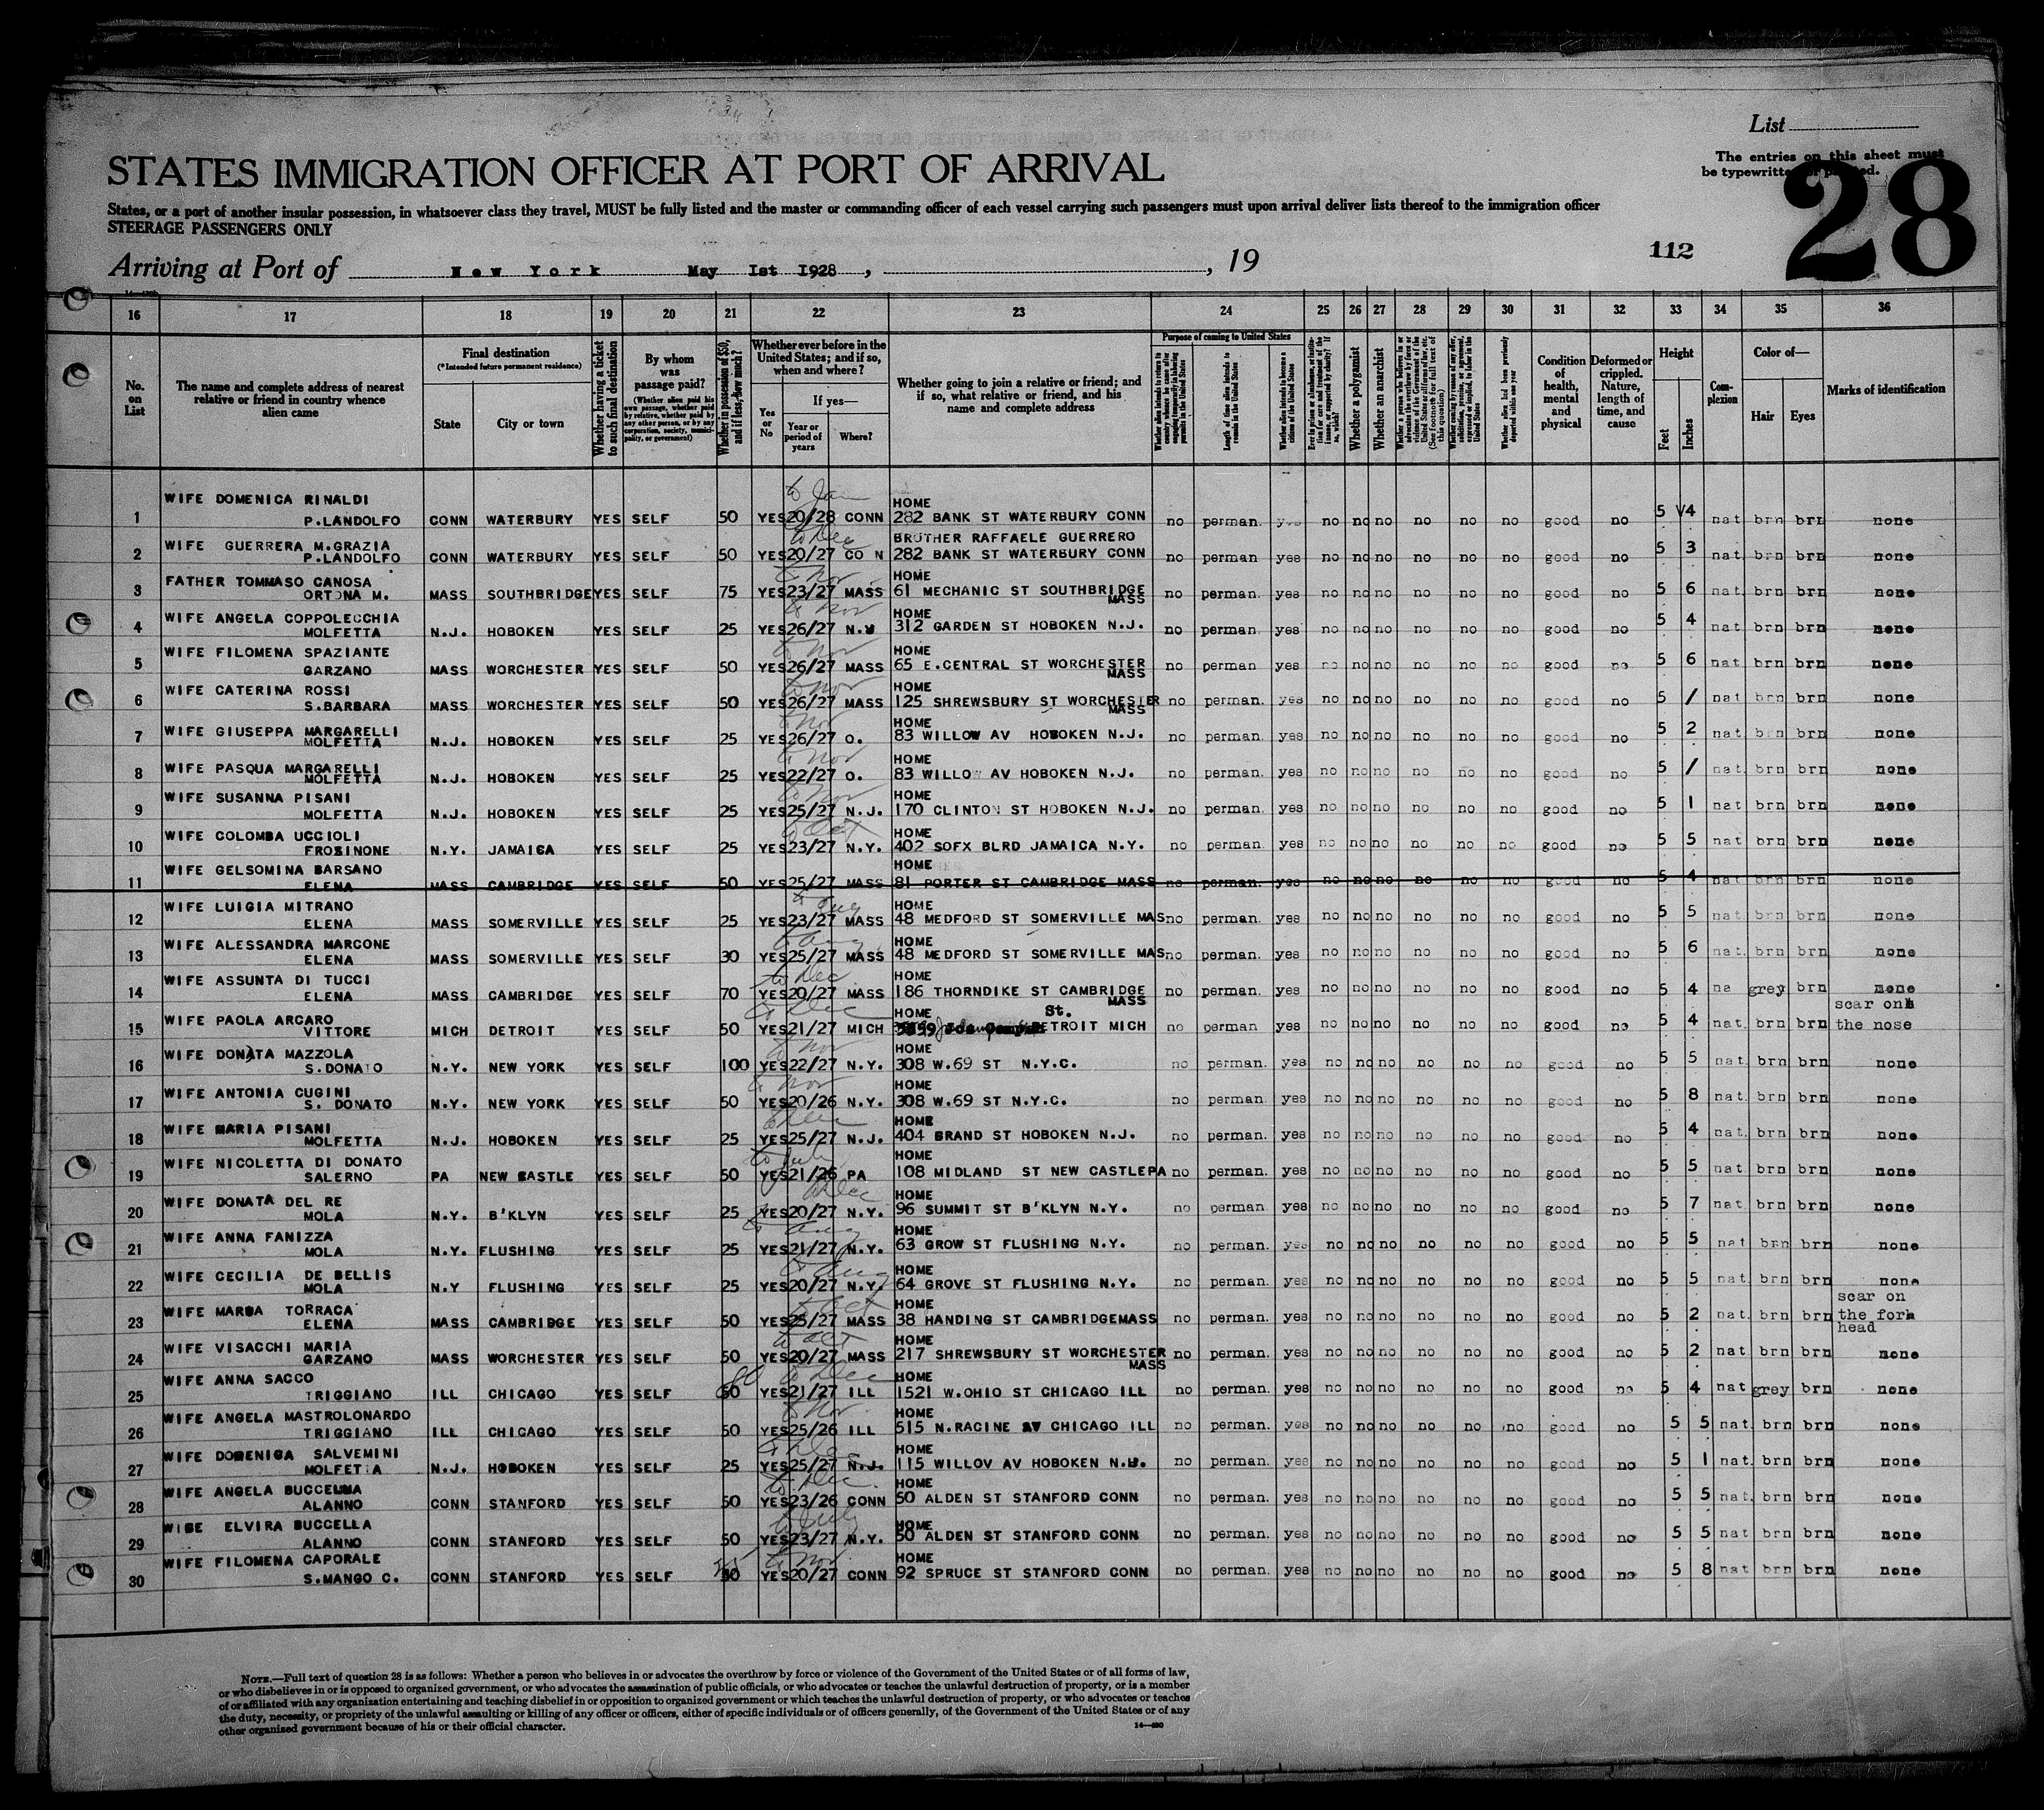 List
The entries on this sheet must
be typewritten or printed.
28
STATES IMMIGRATION OFFICER AT PORT OF ARRIVAL
States, or a port of another insular possession, in whatsoever class they travel, MUST be fully listed and the master or commanding officer of each vessel carrying such passengers must upon arrival deliver lists thereof to the immigration officer
STEERAGE PASSENGERS ONLY
112
Arriving at Port of New York May 1st 1928, , 19
16 17 18 19 20 21 22 23 24 25 26 27 28 29 30 31 32 33 34 35 36
No. on List
The name and complete address of nearest relative or friend in country whence alien came
Final destination (*Intended future permanent residence)
State
City or town
Whether having a ticket to such final destination
By whom was passage paid?
(Whether alien paid his own passage, whether paid by relative, whether paid by any other person, or by any corporation, society, municipality, or government)
Whether in possession of $50, and if less, how much?
Whether ever before in the United States; and if so, when and where?
Yes or No
If yes—
Year or period of years
Where?
Whether going to join a relative or friend; and if so, what relative or friend, and his name and complete address
Purpose of coming to United States
Length of time alien intends to remain in the United States
Whether alien intends to become a citizen of the United States
Whether a polygamist
Whether an anarchist
Condition of health, mental and physical
Deformed or crippled. Nature, length of time, and cause
Height
Feet
Inches
Complexion
Color of—
Hair
Eyes
Marks of identification
WIFE DOMENICA RINALDI HOME
1 P.LANDOLFO CONN WATERBURY YES SELF 50 YES 20/28 CONN 282 BANK ST WATERBURY CONN no perman. yes no no no no no no good no 5 4 nat brn brn none
WIFE GUERRERA M.GRAZIA BROTHER RAFFAELE GUERRERO
2 P.LANDOLFO CONN WATERBURY YES SELF 50 YES 20/27 CO N 282 BANK ST WATERBURY CONN no perman yes no no no no no no good no 5 3 nat. brn brn none
FATHER TOMMASO CANOSA HOME
3 ORTONA M. MASS SOUTHBRIDGE YES SELF 75 YES 23/27 MASS 61 MECHANIC ST SOUTHBRIDGE MASS no perman. yes no no no no no no good no 5 6 nat. brn brn none
WIFE ANGELA COPPOLECCHIA HOME
4 MOLFETTA N.J. HOBOKEN YES SELF 25 YES 26/27 312 GARDEN ST HOBOKEN N.J. no perman. yes no no no no no no good no 5 4 nat. brn brn none
WIFE FILOMENA SPAZIANTE HOME
5 GARZANO MASS WORCHESTER YES SELF 50 YES 26/27 MASS 65 E.CENTRAL ST WORCHESTER MASS no perman yes no no no no no no good no 5 6 nat brn brn none
WIFE CATERINA ROSSI HOME
6 S.BARBARA MASS WORCHESTER YES SELF 50 YES 26/27 MASS 125 SHREWSBURY ST WORCHESTER MASS no perman. yes no no no no no no good no 5 / nat brn brn none
WIFE GIUSEPPA MARGARELLI HOME
7 MOLFETTA N.J. HOBOKEN YES SELF 25 YES 26/27 O. 83 WILLOW AV HOBOKEN N.J. no perman. yes no no no no no no good no 5 2 nat brn brn none
WIFE PASQUA MARGARELLI HOME
8 MOLFETTA N.J. HOBOKEN YES SELF 25 YES 22/27 O. 83 WILLOW AV HOBOKEN N.J. no perman. yes no no no no no no good no 5 / nat. brn brn none
WIFE SUSANNA PISANI HOME
9 MOLFETTA N.J. HOBOKEN YES SELF 25 YES 25/27 N.J. 170 CLINTON ST HOBOKEN N.J. no perman. yes no no no no no no good no 5 1 nat brn brn none
WIFE COLOMBA UCCIOLI HOME
10 FROSINONE N.Y. JAMAICA YES SELF 25 YES 23/27 N.Y. 402 SOFX BLRD JAMAICA N.Y. no perman. yes no no no no no no good no 5 5 nat brn brn none
WIFE GELSOMINA BARSANO HOME
11 ELENA MASS CAMBRIDGE YES SELF 50 YES 25/27 MASS 81 PORTER ST CAMBRIDGE MASS no perman. yes no no no no no no good no 5 4 nat brn brn none
WIFE LUIGIA MITRANO HOME
12 ELENA MASS SOMERVILLE YES SELF 25 YES 23/27 MASS 48 MEDFORD ST SOMERVILLE MAS no perman. yes no no no no no no good no 5 5 nat brn brn none
WIFE ALESSANDRA MARCONE HOME
13 ELENA MASS SOMERVILLE YES SELF 30 YES 25/27 MASS 48 MEDFORD ST SOMERVILLE MAS no perman. yes no no no no no no good no 5 6 nat. brn brn none
WIFE ASSUNTA DI TUCCI HOME
14 ELENA MASS CAMBRIDGE YES SELF 70 YES 20/27 MASS 186 THORNDIKE ST CAMBRIDGE MASS no perman. yes no no no no no no good no 5 4 na grey brn none
WIFE PAOLA ARCARO HOME St. scar on
15 VITTORE MICH DETROIT YES SELF 50 YES 21/27 MICH DETROIT MICH no perman yes no no no no no no good no 5 4 nat. brn brn the nose
WIFE DONATA MAZZOLA HOME
16 S.DONATO N.Y. NEW YORK YES SELF 100 YES 22/27 N.Y. 308 W.69 ST N.Y.C. no perman. yes no no no no no no good no 5 5 nat. brn brn none
WIFE ANTONIA CUGINI HOME
17 S. DONATO N.Y. NEW YORK YES SELF 50 YES 20/26 N.Y. 308 W.69 ST N.Y.C. no perman. yes no no no no no no good no 5 8 nat. brn brn none
WIFE MARIA PISANI HOME
18 MOLFETTA N.J. HOBOKEN YES SELF 25 YES 25/27 N.J. 404 BRAND ST HOBOKEN N.J. no perman. yes no no no no no no good no 5 4 nat. brn brn none
WIFE NICOLETTA DI DONATO HOME
19 SALERNO PA NEW CASTLE YES SELF 50 YES 21/26 PA 108 MIDLAND ST NEW CASTLEPA no perman. yes no no no no no no good no 5 5 nat. brn brn none
WIFE DONATA DEL RE HOME
20 MOLA N.Y. B'KLYN YES SELF 25 YES 20/27 N.Y. 96 SUMMIT ST B'KLYN N.Y. no perman. yes no no no no no no good no 5 7 nat. brn brn none
WIFE ANNA FANIZZA HOME
21 MOLA N.Y. FLUSHING YES SELF 25 YES 21/27 N.Y. 63 GROW ST FLUSHING N.Y. no perman. yes no no no no no no good no 5 5 nat brn brn none
WIFE CECILIA DE BELLIS HOME
22 MOLA N.Y FLUSHING YES SELF 25 YES 20/27 N.Y. 64 GROVE ST FLUSHING N.Y. no perman. yes no no no no no no good no 5 5 nat. brn brn none
WIFE TORRACA HOME scar on
23 ELENA MASS CAMBRIDGE YES SELF 50 YES 25/27 MASS 38 HANDING ST CAMBRIDGEMASS no perman. yes no no no no no no good no 5 2 nat. brn brn the forh head
WIFE VISACCHI MARIA HOME
24 GARZANO MASS WORCHESTER YES SELF 50 YES 20/27 MASS 217 SHREWSBURY ST WORCHESTER MASS no perman. yes no no no no no no good no 5 2 nat brn brn none
WIFE ANNA SACCO HOME
25 TRIGGIANO ILL CHICAGO YES SELF 60 YES 21/27 ILL 1521 W.OHIO ST CHICAGO ILL no perman. yes no no no no no no good no 5 4 nat grey brn none
WIFE ANGELA MASTROLONARDO HOME
26 TRIGGIANO ILL CHICAGO YES SELF 50 YES 25/26 ILL 515 N.RACINE AV CHICAGO ILL no perman. yes no no no no no no good no 5 5 nat. brn brn none
WIFE DOMENICA SALVEMINI HOME
27 MOLFETTA N.J. HOBOKEN YES SELF 25 YES 25/27 N.J. 115 WILLOV AV HOBOKEN N.J. no perman. yes no no no no no no good no 5 1 nat. brn brn none
WIFE ANGELA BUCCELLA HOME
28 ALANNO CONN STANFORD YES SELF 50 YES 23/26 CONN 50 ALDEN ST STANFORD CONN no perman. yes no no no no no no good no 5 5 nat. brn brn none
WIBE ELVIRA BUCCELLA HOME
29 ALANNO CONN STANFORD YES SELF 50 YES 23/27 N.Y. 50 ALDEN ST STANFORD CONN no perman. yes no no no no no no good no 5 5 nat brn brn none
WIFE FILOMENA CAPORALE HOME
30 S.MANGO C. CONN STANFORD YES SELF YES 20/27 CONN 92 SPRUCE ST STANFORD CONN no perman. yes no no no no no no good no 5 8 nat brn brn none
NOTE.—Full text of question 28 is as follows: Whether a person who believes in or advocates the overthrow by force or violence of the Government of the United States or of all forms of law,
or who disbelieves in or is opposed to organized government, or who advocates the assassination of public officials, or who advocates or teaches the unlawful destruction of property, or is a member
of or affiliated with any organization entertaining and teaching disbelief in or opposition to organized government or which teaches the unlawful destruction of property, or who advocates or teaches
the duty, necessity, or propriety of the unlawful assaulting or killing of any officer or officers, either of specific individuals or of officers generally, of the Government of the United States or of any
other organized government because of his or their official character.